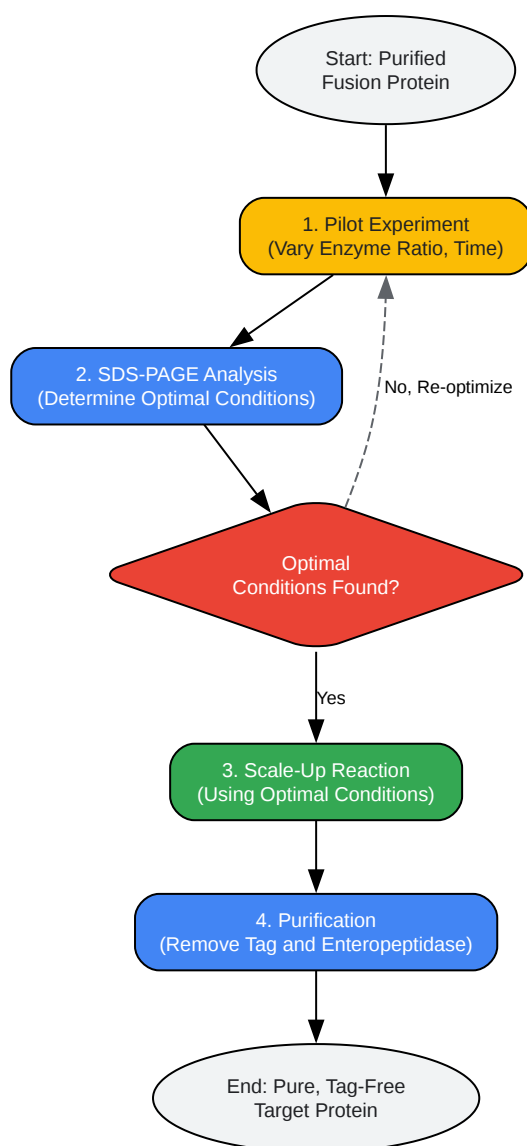 Start: Purified
Fusion Protein
1. Pilot Experiment
(Vary Enzyme Ratio, Time)
2. SDS-PAGE Analysis
(Determine Optimal Conditions)
No, Re-optimize
Optimal
Conditions Found?
Yes
3. Scale-Up Reaction
(Using Optimal Conditions)
4. Purification
(Remove Tag and Enteropeptidase)
End: Pure, Tag-Free
Target Protein